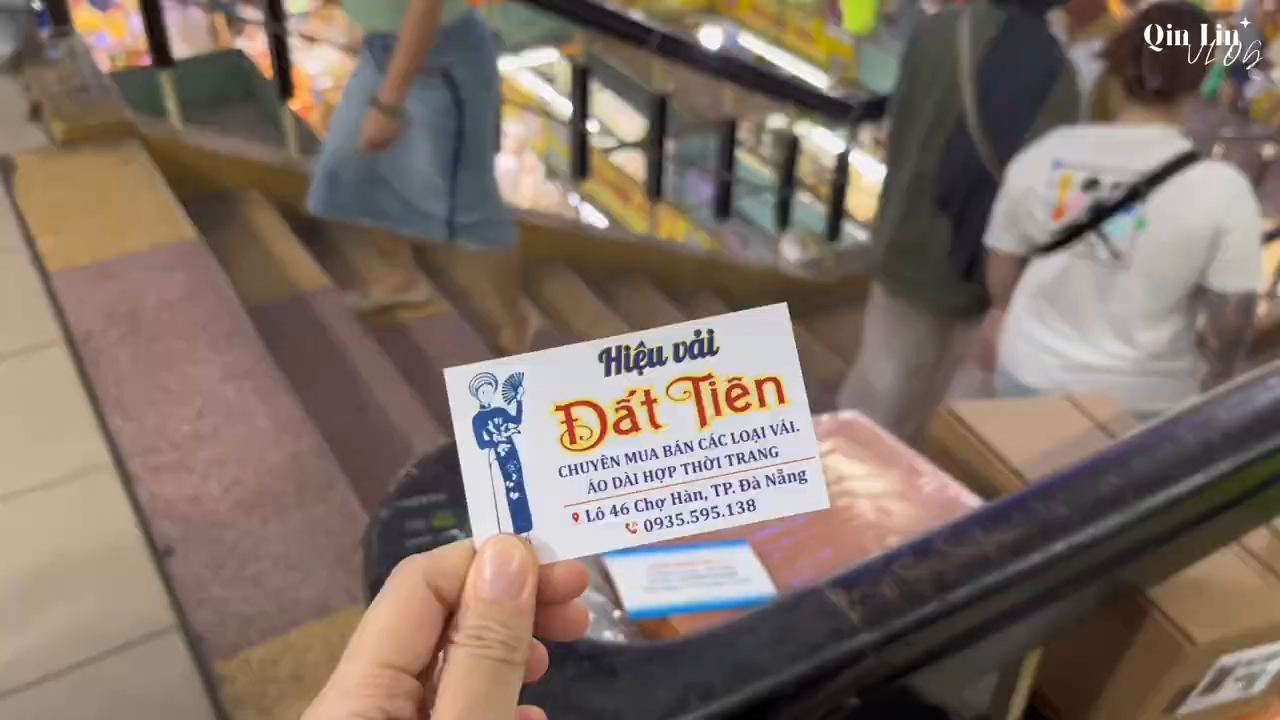 Qin Lin
VLOG
Hiệu vải
Đất Tiên
CHUYÊN MUA BÁN CÁC LOẠI VẢI.
ÁO DÀI HỢP THỜI TRANG
Lô 46 Chợ Hàn, TP. Đà Nẵng
0935.595.138